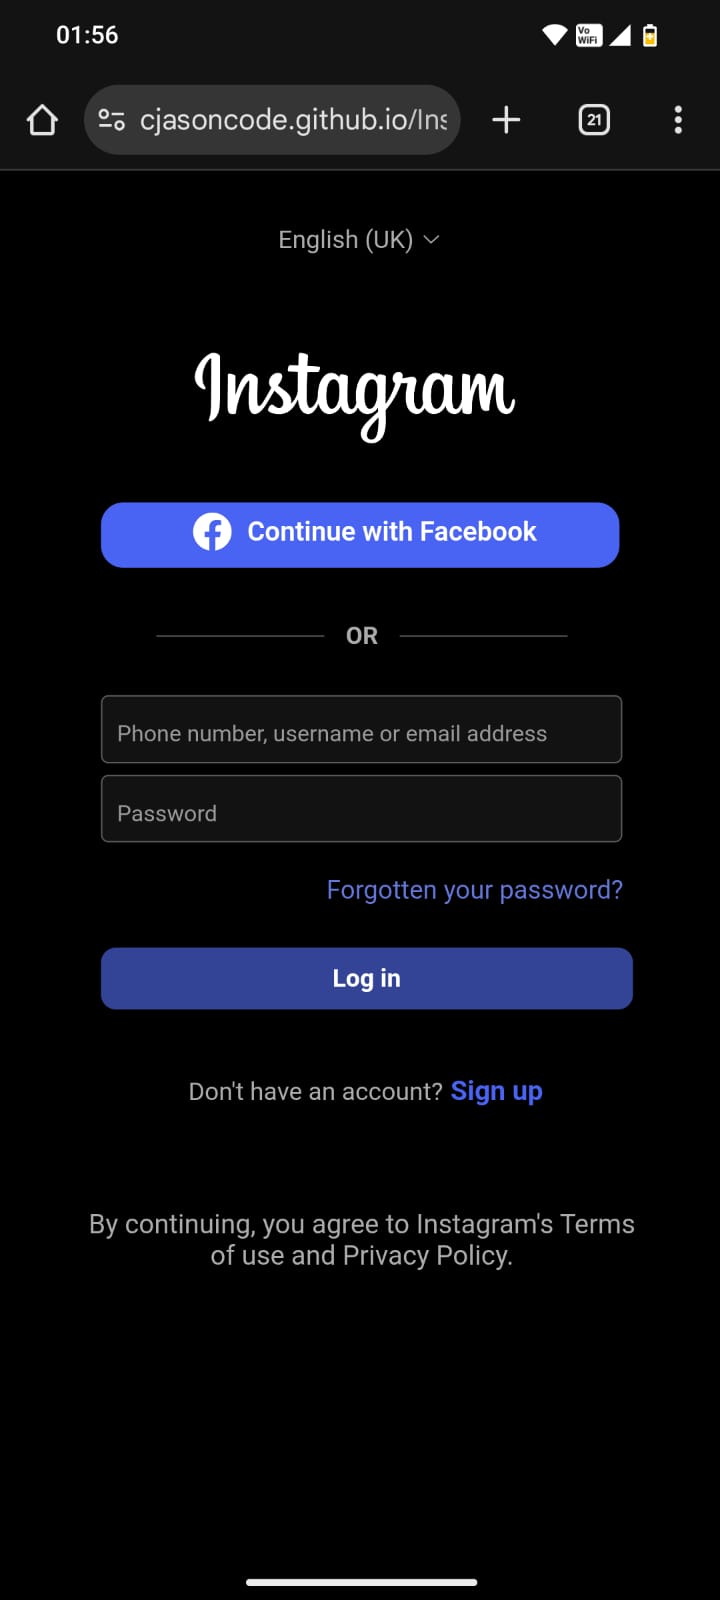 01:56
Vo
WiFi
cjasoncode.github.io/Ins
21
English (UK)
Instagram
Continue with Facebook
OR
Phone number, username or email address
Password
Forgotten your password?
Log in
Don't have an account? Sign up
By continuing, you agree to Instagram's Terms
of use and Privacy Policy.